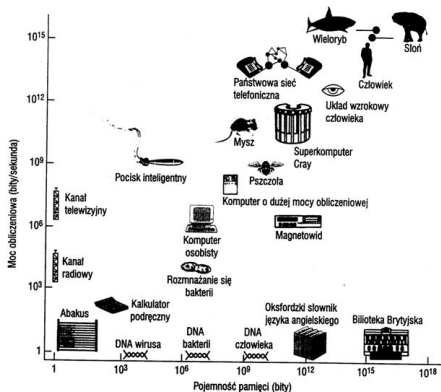 Moc obliczeniowa (bity/sekunda)
10¹⁵
10¹²
10⁹
10⁶
10³
1
Wieloryb
Słoń
Państwowa sieć
telefoniczna
Człowiek
Układ wzrokowy
człowieka
Mysz
Superkomputer
Cray
Pocisk inteligentny
Pszczoła
Kanał
telewizyjny
Komputer o dużej mocy obliczeniowej
Komputer
osobisty
Magnetowid
Kanał
radiowy
Rozmnażanie się
bakterii
Kalkulator
podręczny
Abakus
DNA wirusa
DNA
bakterii
DNA
człowieka
Oksfordzki słownik
języka angielskiego
Bilioteka Brytyjska
1
10³
10⁶
10⁹
10¹²
10¹⁵
10¹⁸
Pojemność pamięci (bity)